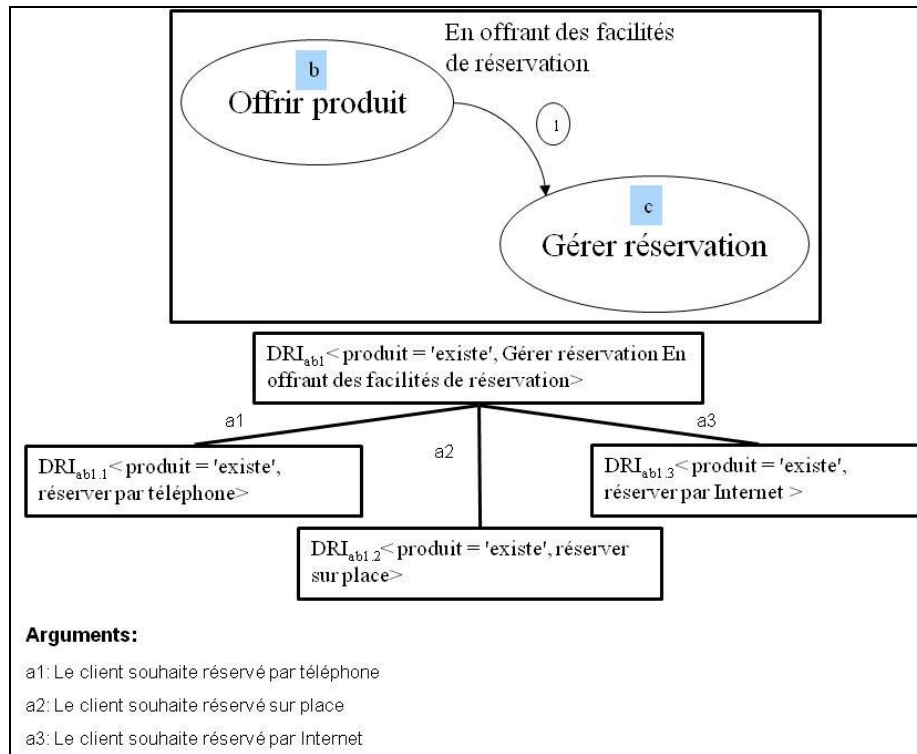 En offrant des facilités
de réservation
b
Offrir produit
1
c
Gérer réservation
DRIab1< produit = 'existe', Gérer réservation En
offrant des facilités de réservation>
a1
a2
a3
DRIab1.1< produit = 'existe',
réserver par téléphone>
DRIab1.3< produit = 'existe',
réserver par Internet >
DRIab1.2< produit = 'existe', réserver
sur place>
Arguments:
a1: Le client souhaite réservé par téléphone
a2: Le client souhaite réservé sur place
a3: Le client souhaite réservé par Internet